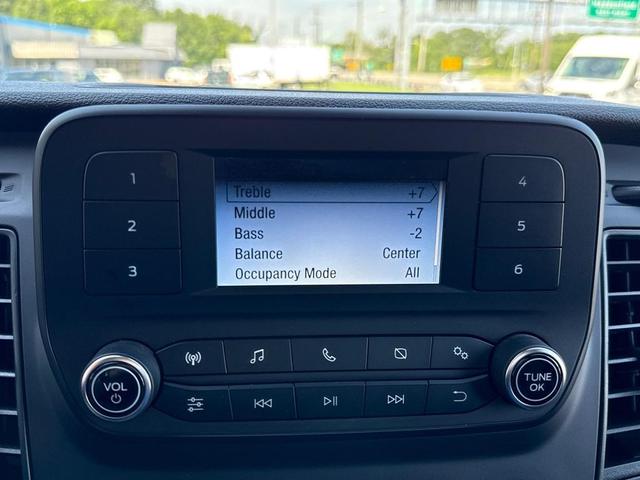 1
2
3
Treble +7
Middle +7
Bass -2
Balance Center
Occupancy Mode All
4
5
6
VOL
TUNE
OK